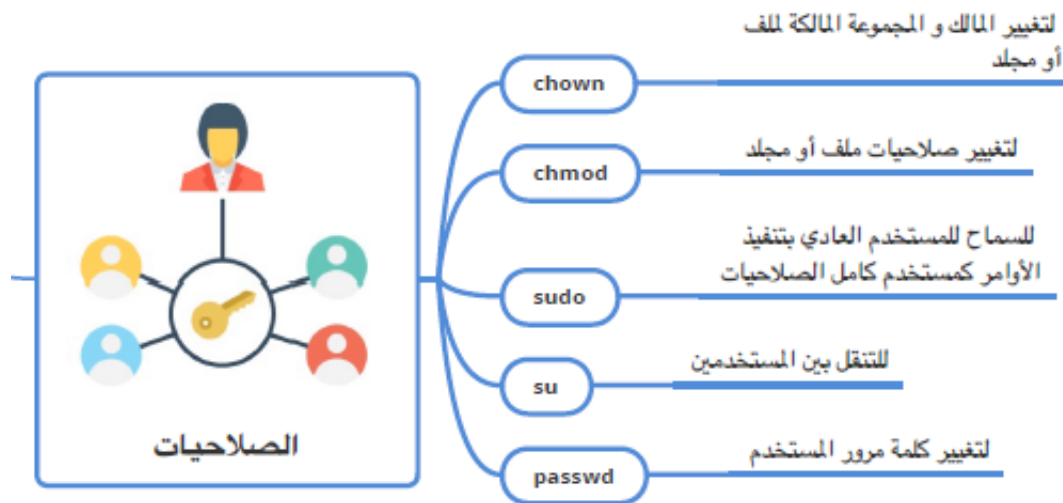 الصلاحيات
chown
لتغيير المالك و المجموعة المالكة لملف
أو مجلد
chmod
لتغيير صلاحيات ملف أو مجلد
sudo
للسماح للمستخدم العادي بتنفيذ
الأوامر كمستخدم كامل الصلاحيات
su
للتنقل بين المستخدمين
passwd
لتغيير كلمة مرور المستخدم